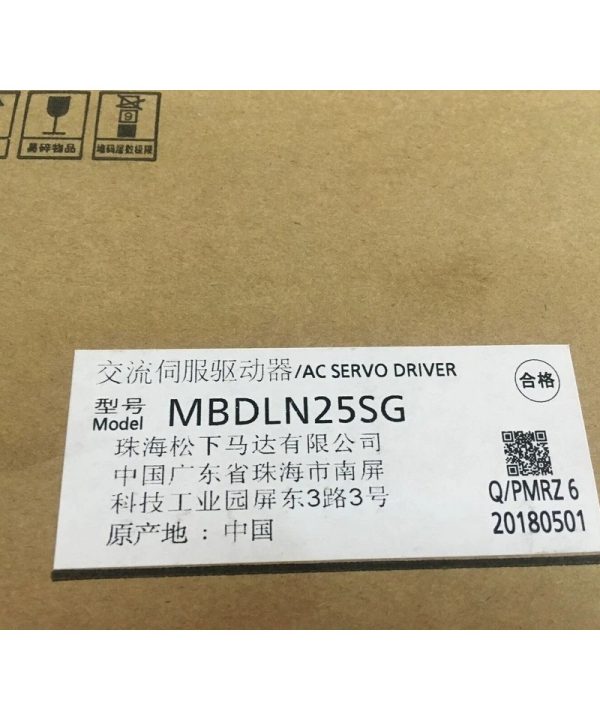 易碎物品
堆码层数极限
6
交流伺服驱动器/AC SERVO DRIVER
合格
型号
Model
MBDLN25SG
珠海松下马达有限公司
中国广东省珠海市南屏
科技工业园屏东3路3号
原产地：中国
Q/PMRZ 6
20180501